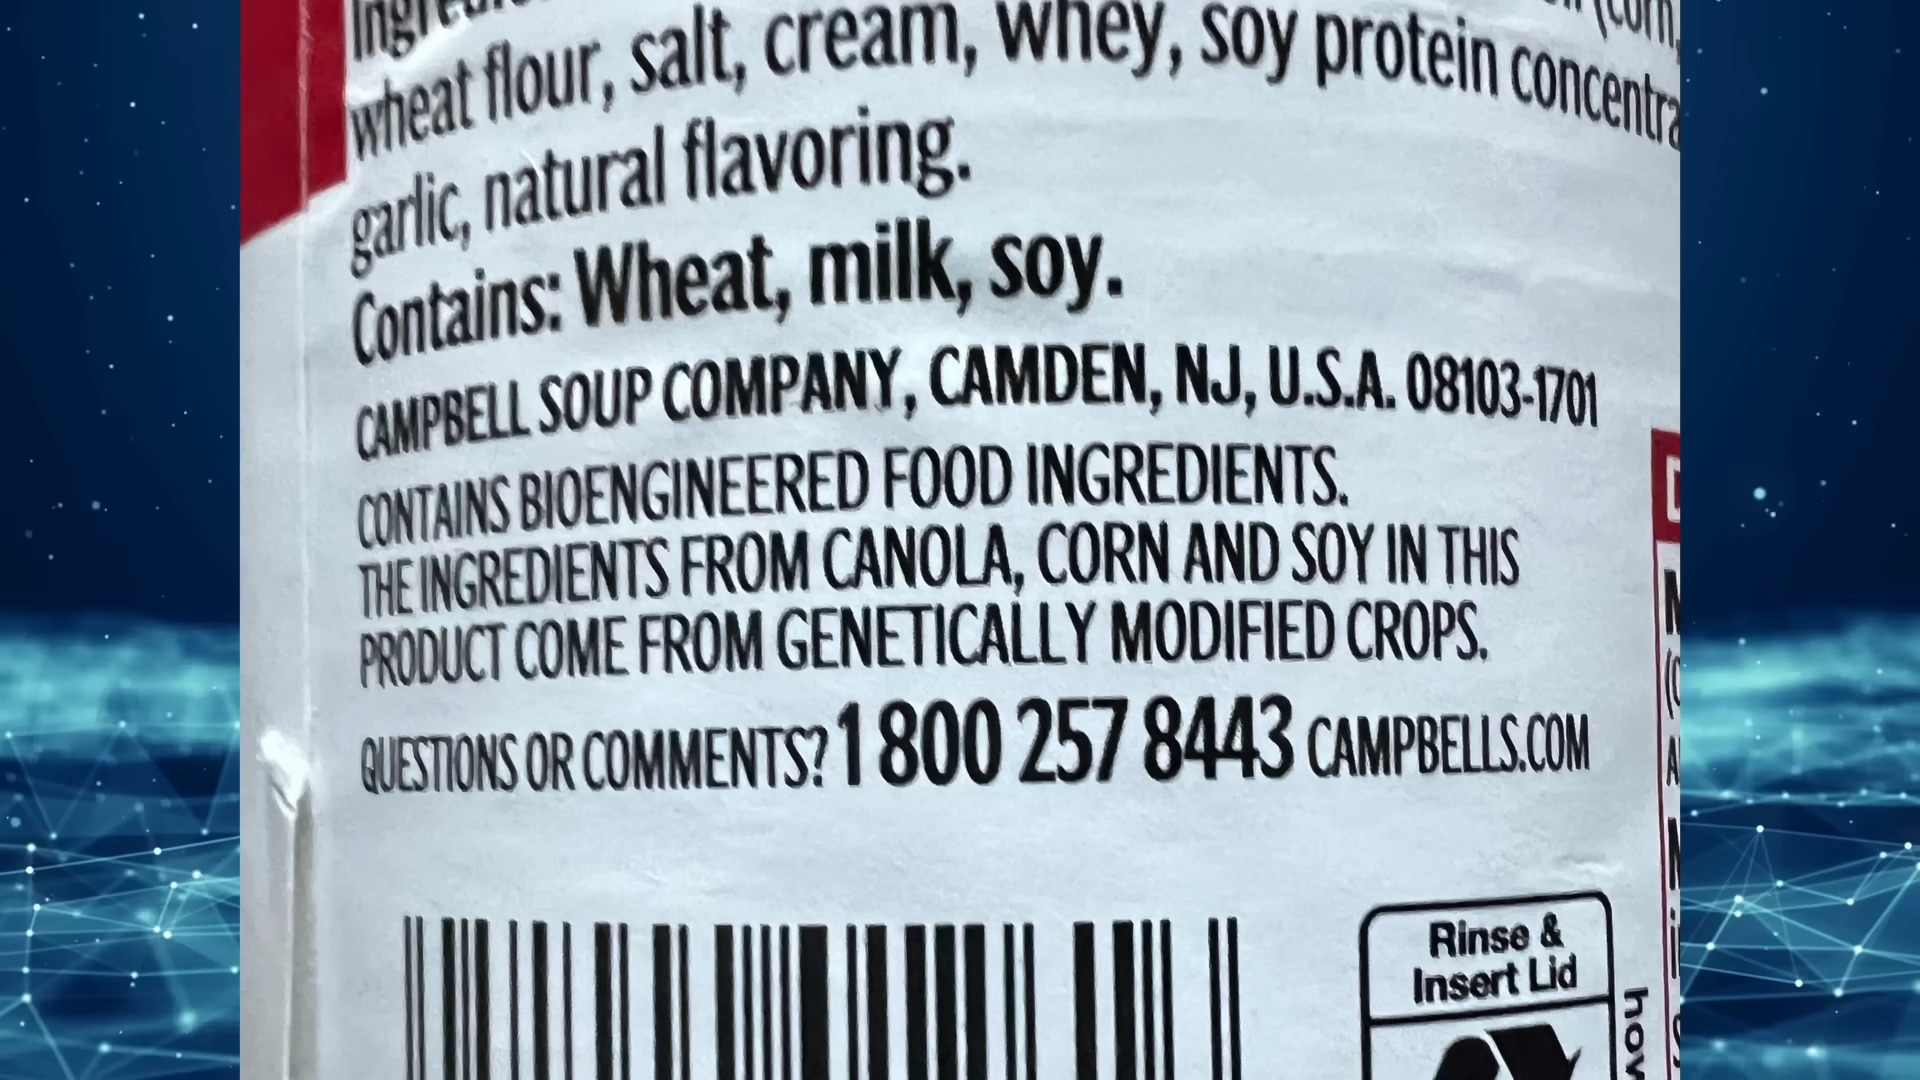 wheat flour, salt, cream, whey, soy protein
garlic, natural flavoring.
Contains: Wheat, milk, soy.
CAMPBELL SOUP COMPANY, CAMDEN, NJ, U.S.A. 08103-1701
CONTAINS BIOENGINEERED FOOD INGREDIENTS.
THE INGREDIENTS FROM CANOLA, CORN AND SOY IN THIS
PRODUCT COME FROM GENETICALLY MODIFIED CROPS.
QUESTIONS OR COMMENTS? 1 800 257 8443 CAMPBELLS.COM
Rinse &
Insert Lid